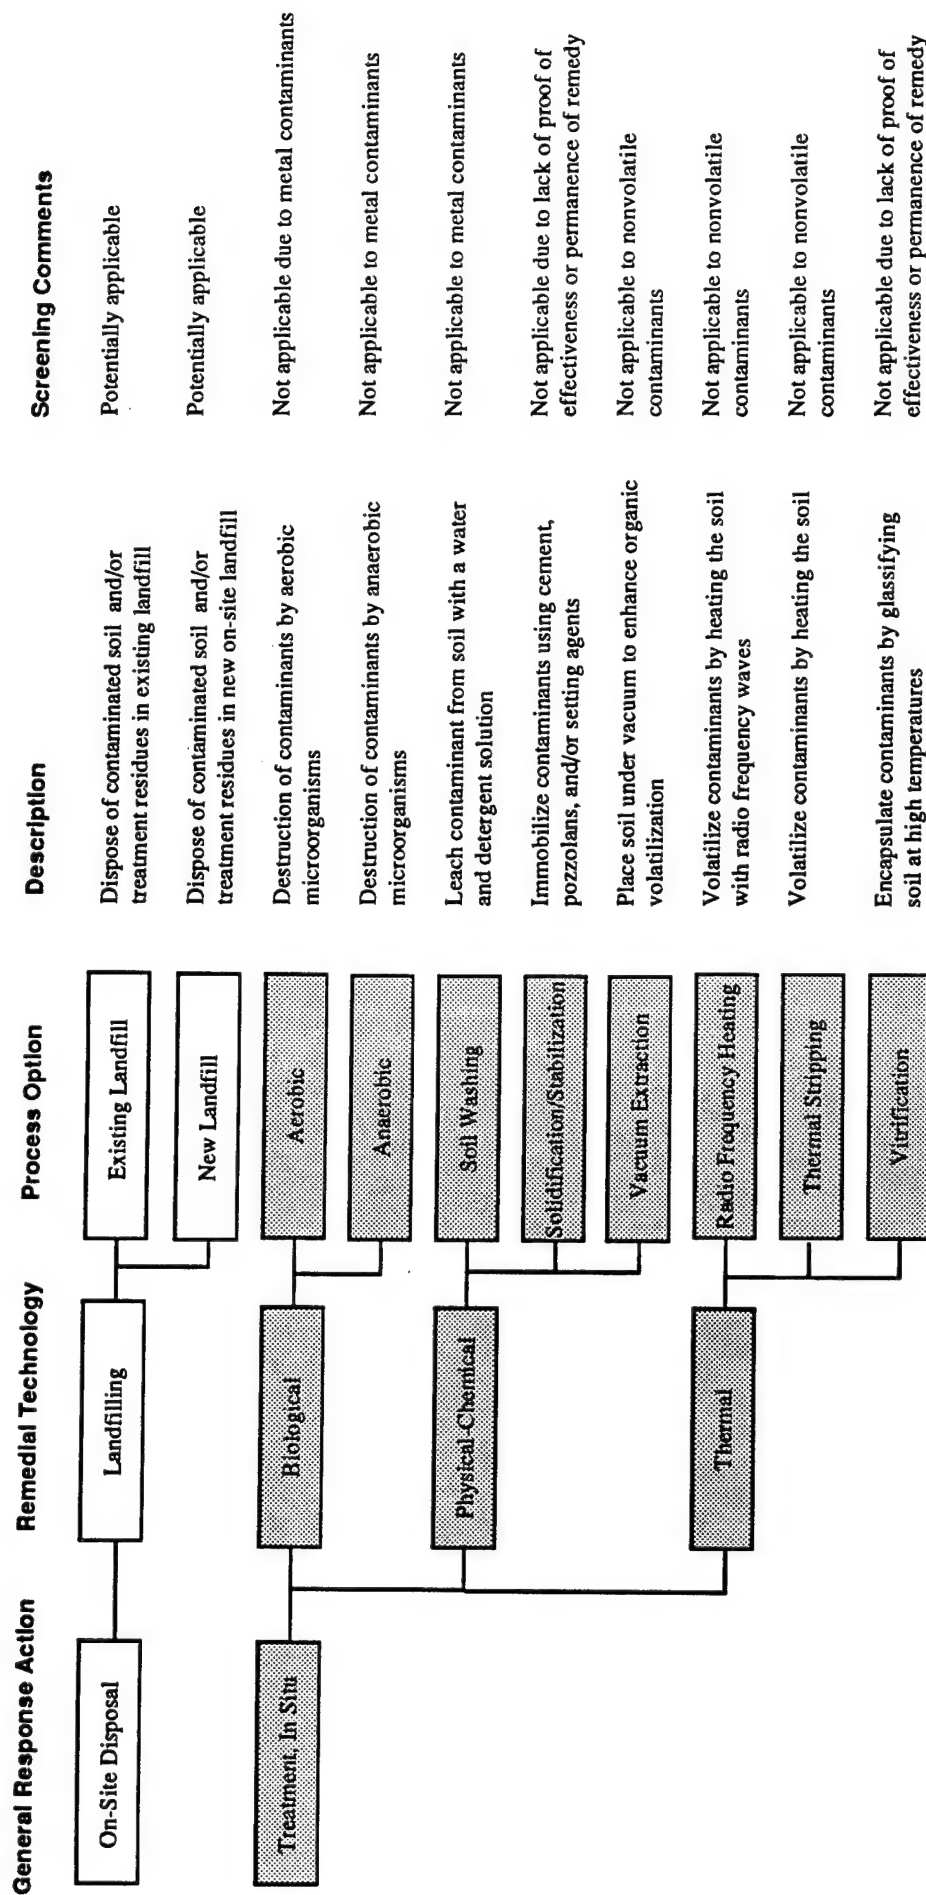 General Response Action
Remedial Technology
Process Option
Description
Screening Comments
On-Site Disposal
Landfilling
Existing Landfill
Dispose of contaminated soil and/or
treatment residues in existing landfill
Potentially applicable
New Landfill
Dispose of contaminated soil and/or
treatment residues in new on-site landfill
Potentially applicable
Treatment, In Situ
Biological
Aerobic
Destruction of contaminants by aerobic
microorganisms
Not applicable due to metal contaminants
Anaerobic
Destruction of contaminants by anaerobic
microorganisms
Not applicable to metal contaminants
Physical-Chemical
Soil Washing
Leach contaminant from soil with a water
and detergent solution
Not applicable to metal contaminants
Solidification/Stabilization
Immobilize contaminants using cement,
pozzolans, and/or setting agents
Not applicable due to lack of proof of
effectiveness or permanence of remedy
Vacuum Extraction
Place soil under vacuum to enhance organic
volatilization
Not applicable to nonvolatile
contaminants
Thermal
Radio Frequency Heating
Volatilize contaminants by heating the soil
with radio frequency waves
Not applicable to nonvolatile
contaminants
Thermal Stripping
Volatilize contaminants by heating the soil
Not applicable to nonvolatile
contaminants
Vitrification
Encapsulate contaminants by glassifying
soil at high temperatures
Not applicable due to lack of proof of
effectiveness or permanence of remedy